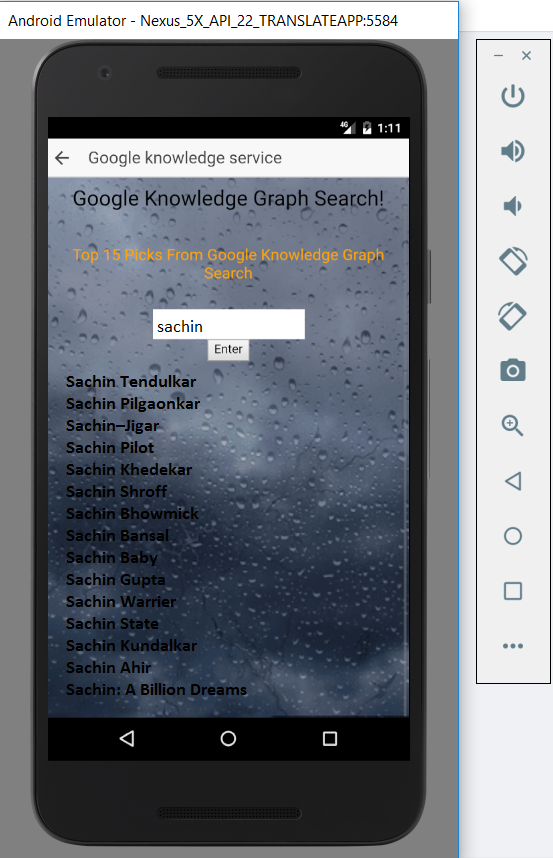 Android Emulator - Nexus_5X_API_22_TRANSLATEAPP:5584
4G 1:11
Google knowledge service
Google Knowledge Graph Search!
Top 15 Picks From Google Knowledge Graph
Search
sachin
Enter
Sachin Tendulkar
Sachin Pilgaonkar
Sachin–Jigar
Sachin Pilot
Sachin Khedekar
Sachin Shroff
Sachin Bhowmick
Sachin Bansal
Sachin Baby
Sachin Gupta
Sachin Warrier
Sachin State
Sachin Kundalkar
Sachin Ahir
Sachin: A Billion Dreams